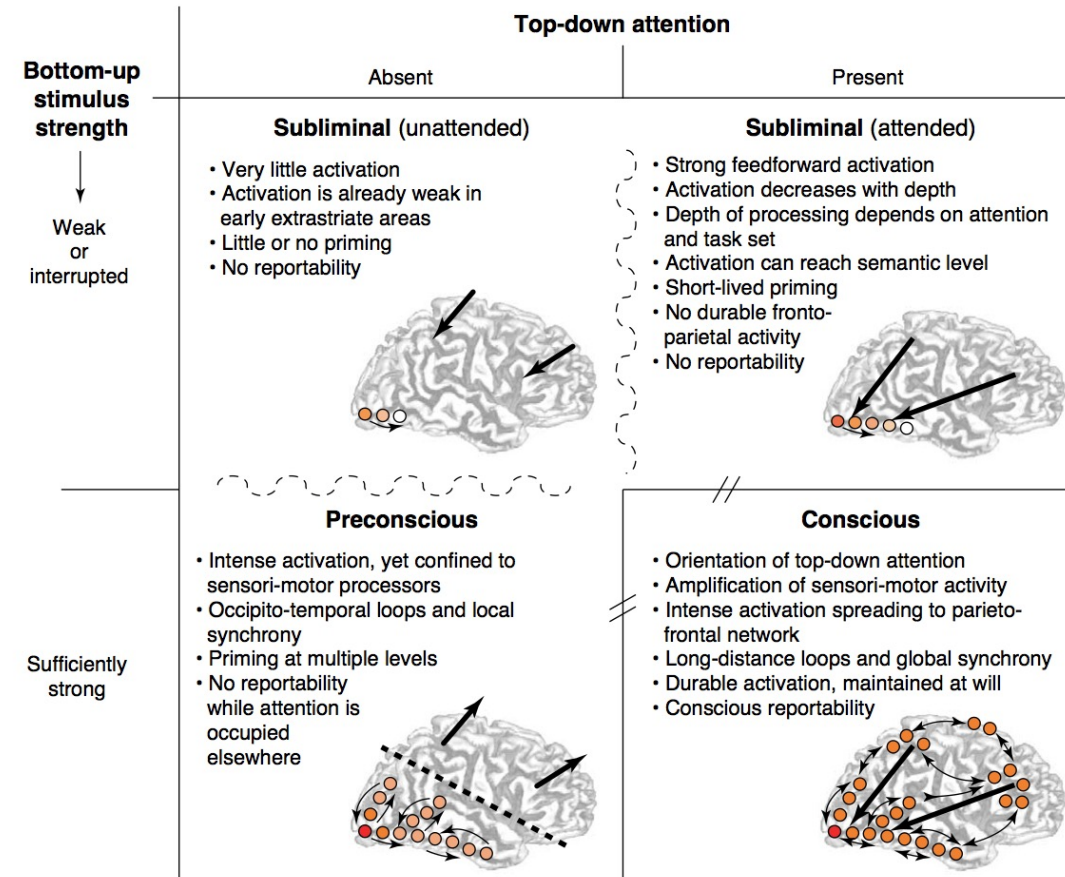 Top-down attention
Bottom-up
stimulus
strength
Absent
Present
Weak
or
interrupted
Subliminal (unattended)
• Very little activation
• Activation is already weak in
early extrastriate areas
• Little or no priming
• No reportability
Subliminal (attended)
• Strong feedforward activation
• Activation decreases with depth
• Depth of processing depends on attention
and task set
• Activation can reach semantic level
• Short-lived priming
• No durable fronto-
parietal activity
• No reportability
Sufficiently
strong
Preconscious
• Intense activation, yet confined to
sensori-motor processors
• Occipito-temporal loops and local
synchrony
• Priming at multiple levels
• No reportability
while attention is
occupied
elsewhere
Conscious
• Orientation of top-down attention
• Amplification of sensori-motor activity
• Intense activation spreading to parieto-
frontal network
• Long-distance loops and global synchrony
• Durable activation, maintained at will
• Conscious reportability